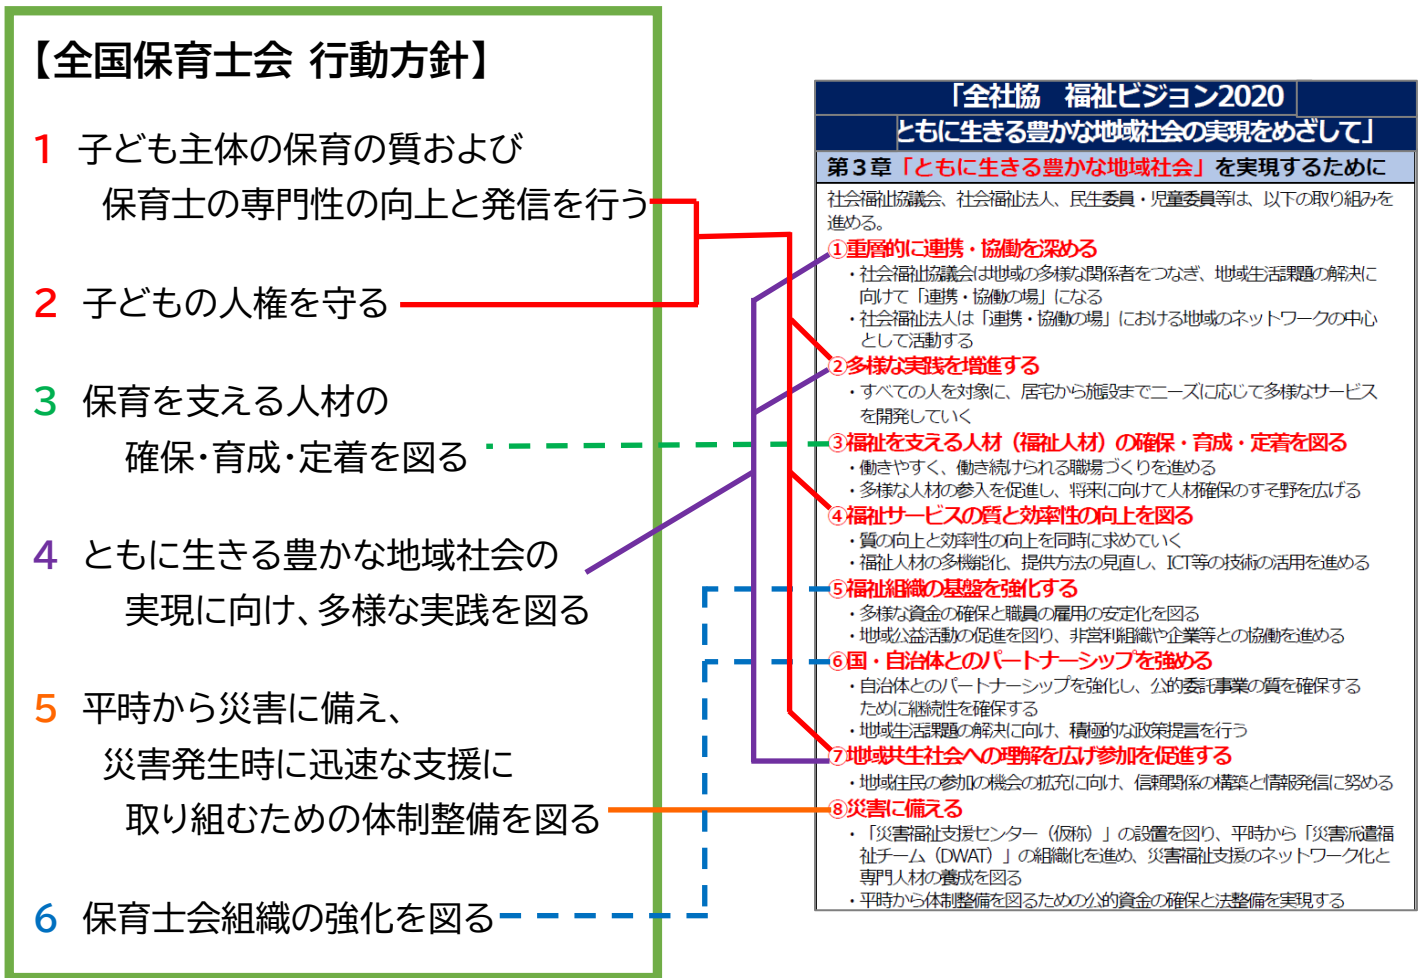 【全国保育士会 行動方針】
1 子ども主体の保育の質および
保育士の専門性の向上と発信を行う
2 子どもの人権を守る
3 保育を支える人材の
確保・育成・定着を図る
4 ともに生きる豊かな地域社会の
実現に向け、多様な実践を図る
5 平時から災害に備え、
災害発生時に迅速な支援に
取り組むための体制整備を図る
6 保育士会組織の強化を図る
「全社協 福祉ビジョン2020
ともに生きる豊かな地域社会の実現をめざして」
第3章「ともに生きる豊かな地域社会」を実現するために
社会福祉協議会、社会福祉法人、民生委員・児童委員等は、以下の取り組みを
進める。
①重層的に連携・協働を深める
・社会福祉協議会は地域の多様な関係者をつなぎ、地域生活課題の解決に
向けて「連携・協働の場」になる
・社会福祉法人は「連携・協働の場」における地域のネットワークの中心
として活動する
②多様な実践を増進する
・すべての人を対象に、居宅から施設までニーズに応じて多様なサービス
を開発していく
③福祉を支える人材（福祉人材）の確保・育成・定着を図る
・働きやすく、働き続けられる職場づくりを進める
・多様な人材の参入を促進し、将来に向けて人材確保のすそ野を広げる
④福祉サービスの質と効率性の向上を図る
・質の向上と効率性の向上を同時に求めていく
・福祉人材の多機能化、提供方法の見直し、ICT等の技術の活用を進める
⑤福祉組織の基盤を強化する
・多様な資金の確保と職員の雇用の安定化を図る
・地域公益活動の促進を図り、非営利組織や企業等との協働を進める
⑥国・自治体とのパートナーシップを強める
・自治体とのパートナーシップを強化し、公的委託事業の質を確保する
ために継続性を確保する
・地域生活課題の解決に向け、積極的な政策提言を行う
⑦地域共生社会への理解を広げ参加を促進する
・地域住民の参加の機会の拡充に向け、信頼関係の構築と情報発信に努める
⑧災害に備える
・「災害福祉支援センター（仮称）」の設置を図り、平時から「災害派遣福
祉チーム（DWAT）」の組織化を進め、災害福祉支援のネットワーク化と
専門人材の養成を図る
・平時から体制整備を図るための公的資金の確保と法整備を実現する